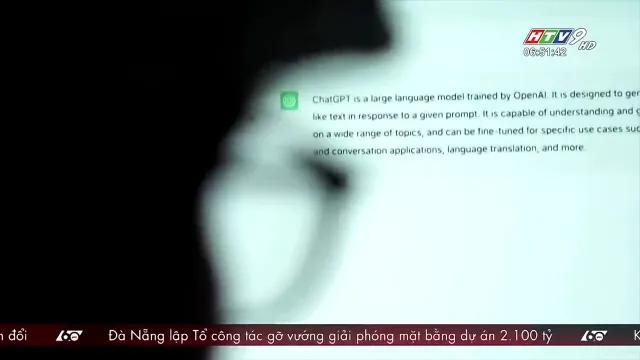 HTV9 HD
06:51:42
ChatGPT is a large language model trained by OpenAI. It is designed to gen
like text in response to a given prompt. It is capable of understanding and g
on a wide range of topics, and can be fine-tuned for specific use cases suc
and conversation applications, language translation, and more.
n đổi 60 Đà Nẵng lập Tổ công tác gỡ vướng giải phóng mặt bằng dự án 2.100 tỷ 60 K